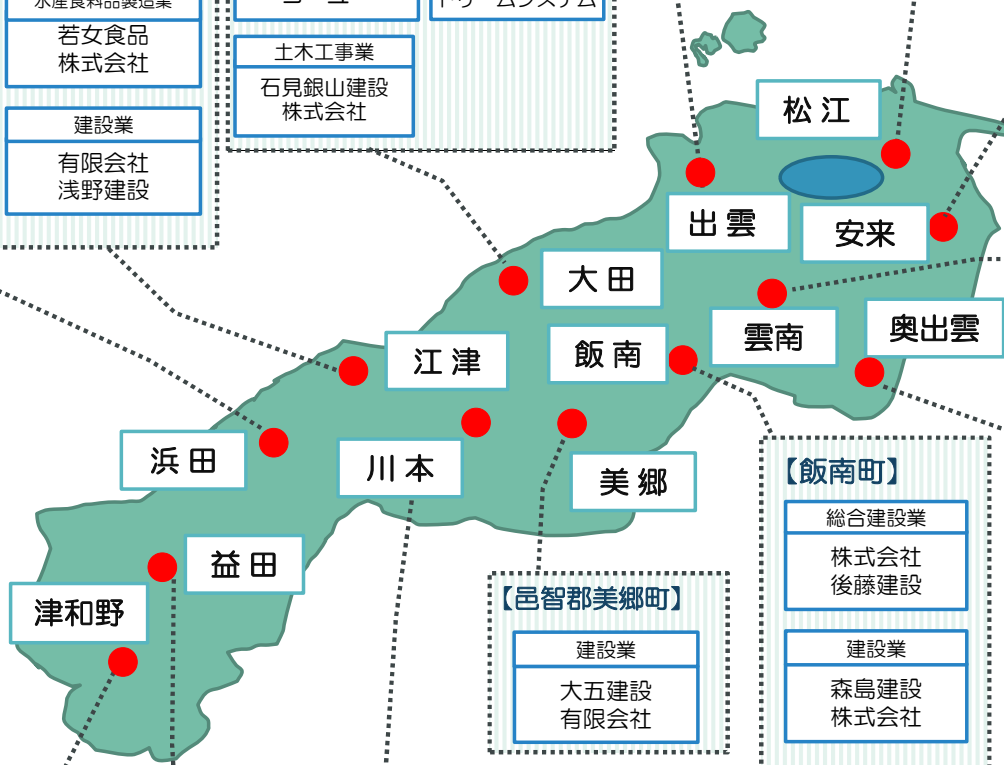 水産食料品製造業
若女食品
株式会社
建設業
有限会社
浅野建設
土木工事業
石見銀山建設
株式会社
松江
出雲
安来
大田
雲南
奥出雲
飯南
江津
浜田
川本
美郷
益田
津和野
【飯南町】
総合建設業
株式会社
後藤建設
建設業
森島建設
株式会社
【邑智郡美郷町】
建設業
大五建設
有限会社